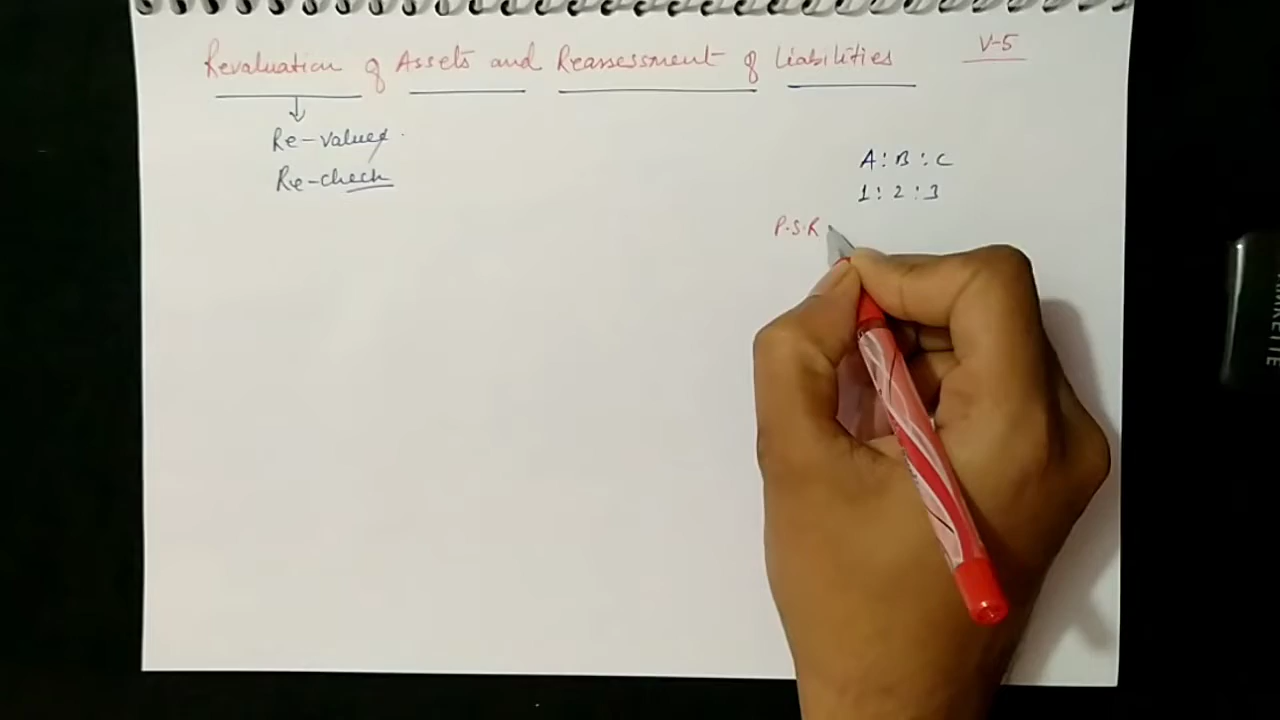 Revaluation of Assets and Reassessment of Liabilities
V-5
Re-valued
Re-check
A : B : C
1 : 2 : 3
P.S.R